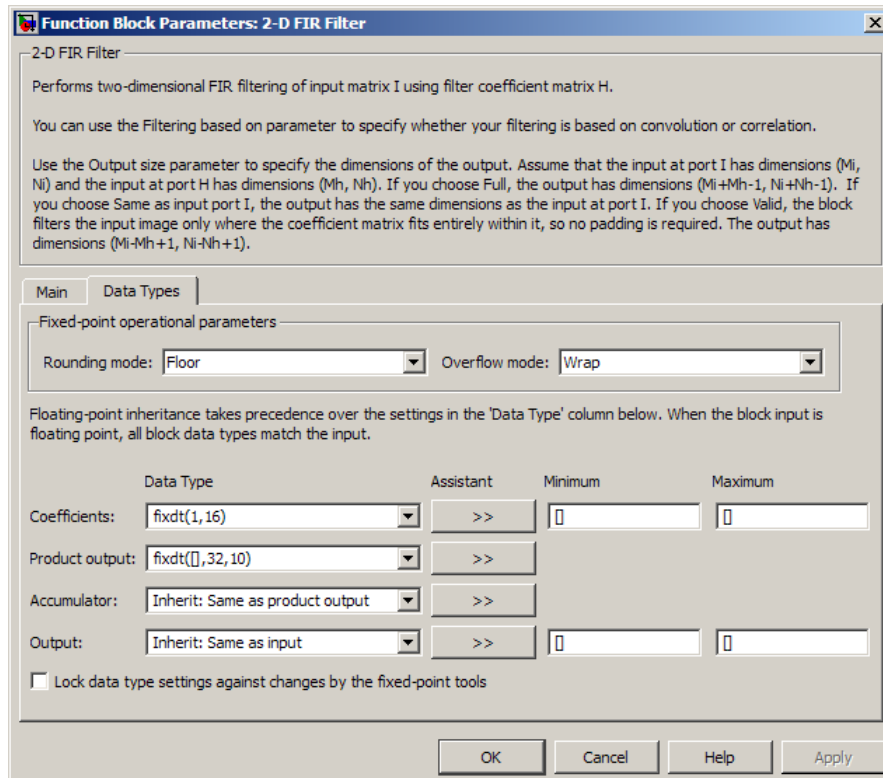 Function Block Parameters: 2-D FIR Filter
2-D FIR Filter
Performs two-dimensional FIR filtering of input matrix I using filter coefficient matrix H.
You can use the Filtering based on parameter to specify whether your filtering is based on convolution or correlation.
Use the Output size parameter to specify the dimensions of the output. Assume that the input at port I has dimensions (Mi,
Ni) and the input at port H has dimensions (Mh, Nh). If you choose Full, the output has dimensions (Mi+Mh-1, Ni+Nh-1). If
you choose Same as input port I, the output has the same dimensions as the input at port I. If you choose Valid, the block
filters the input image only where the coefficient matrix fits entirely within it, so no padding is required. The output has
dimensions (Mi-Mh+1, Ni-Nh+1).
Main Data Types
Fixed-point operational parameters
Rounding mode: Floor Overflow mode: Wrap
Floating-point inheritance takes precedence over the settings in the 'Data Type' column below. When the block input is
floating point, all block data types match the input.
Data Type Assistant Minimum Maximum
Coefficients: fixdt(1,16) >> [] []
Product output: fixdt([],32,10) >>
Accumulator: Inherit: Same as product output >>
Output: Inherit: Same as input >> [] []
Lock data type settings against changes by the fixed-point tools
OK Cancel Help Apply